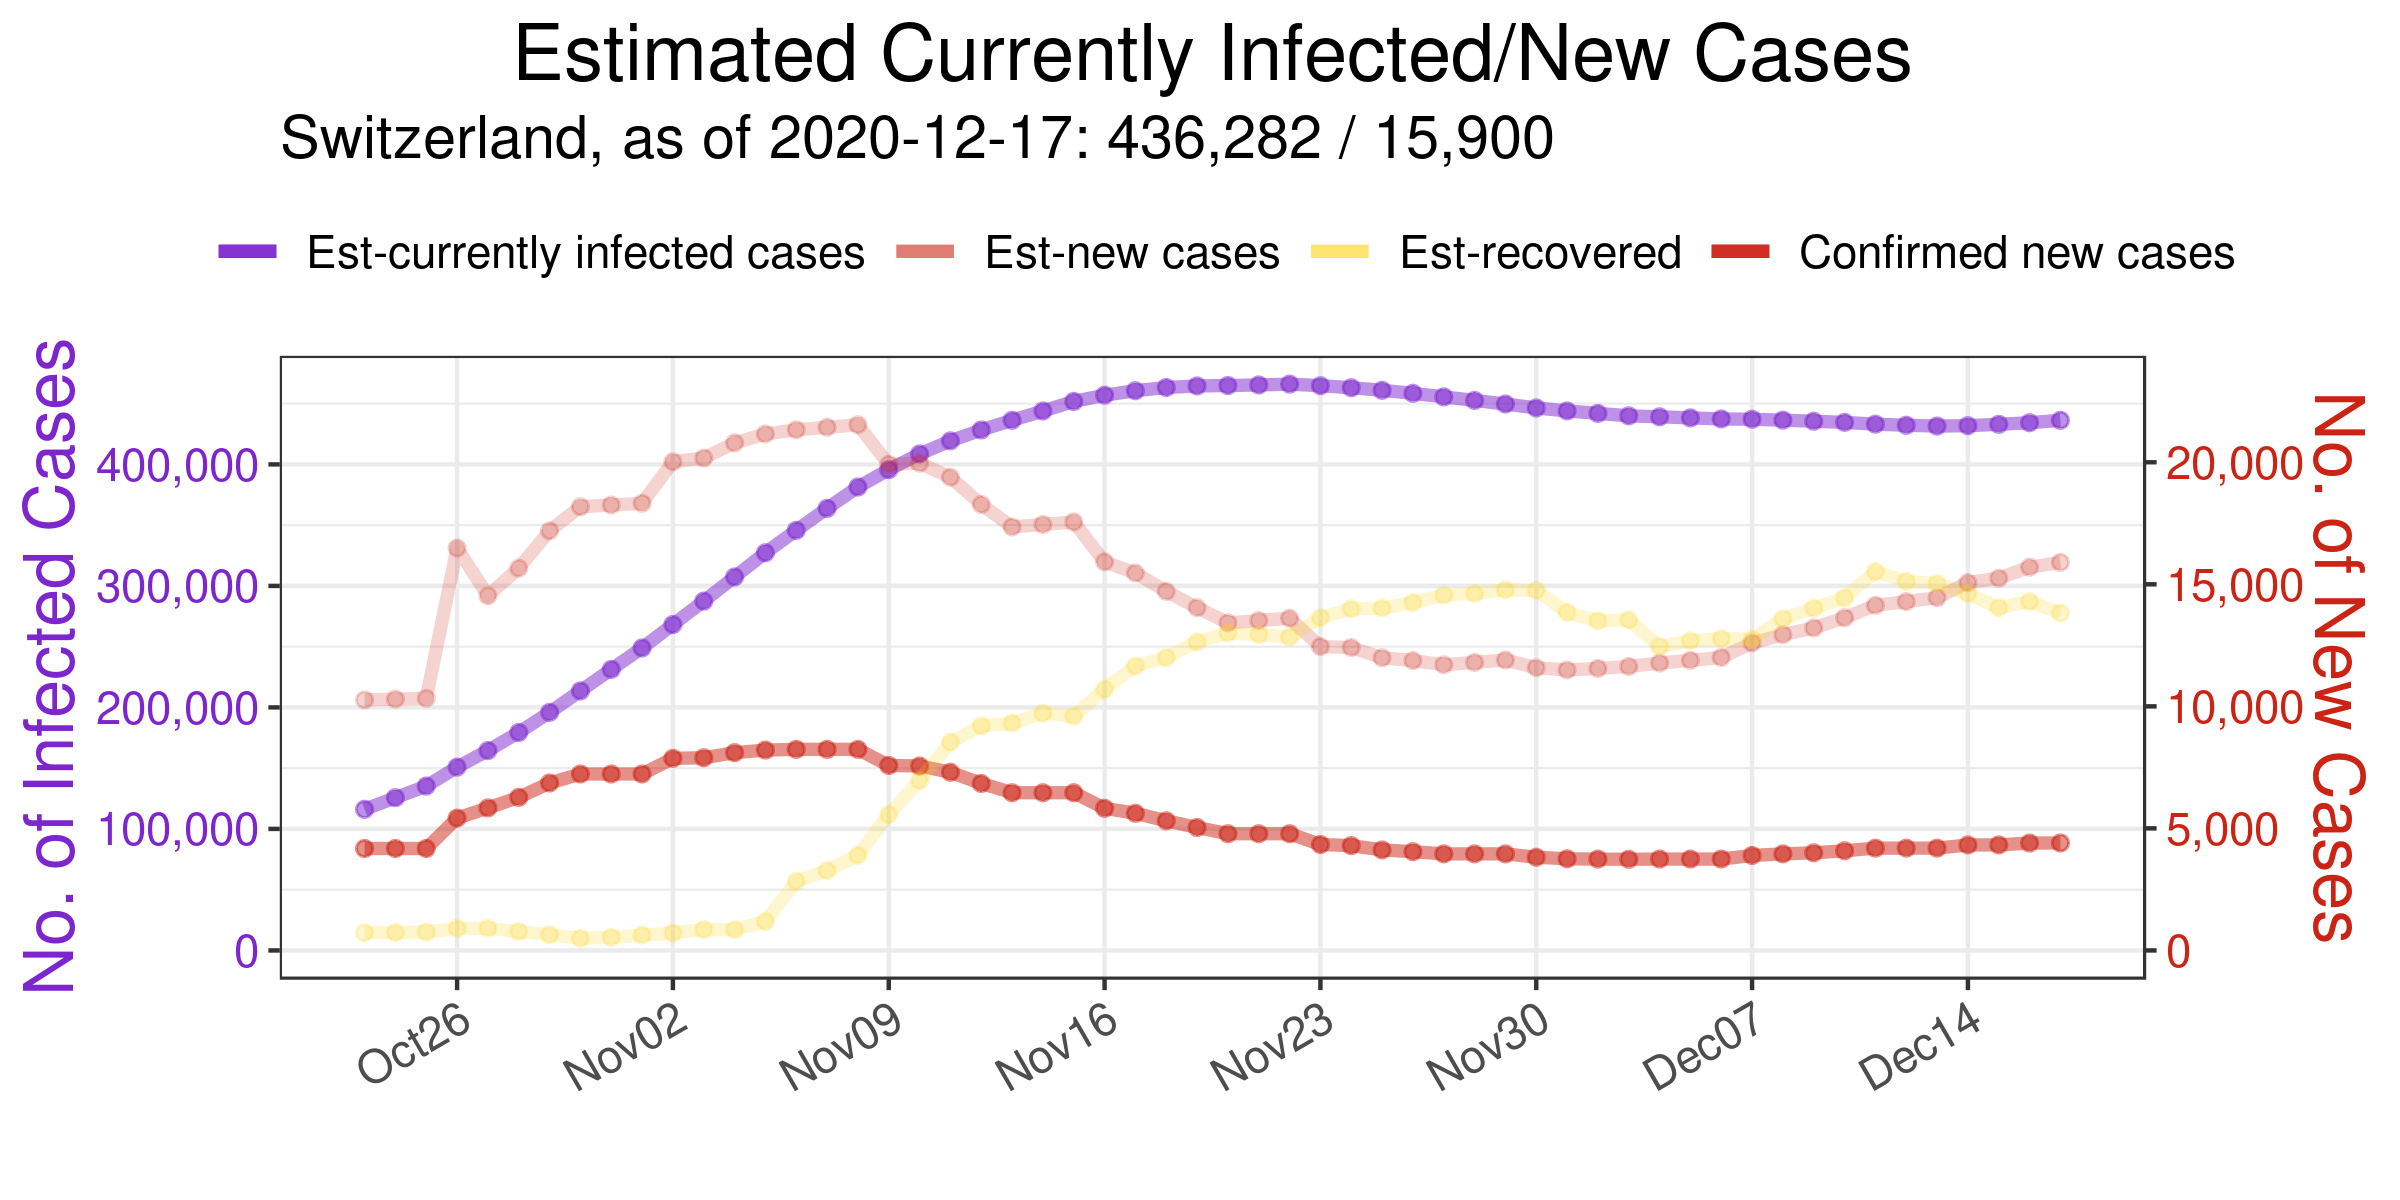 Estimated Currently Infected/New Cases
Switzerland, as of 2020-12-17: 436,282 / 15,900
Est-currently infected cases Est-new cases Est-recovered Confirmed new cases
No. of Infected Cases
400,000
300,000
200,000
100,000
0
20,000
15,000
10,000
5,000
0
No. of New Cases
Oct26 Nov02 Nov09 Nov16 Nov23 Nov30 Dec07 Dec14